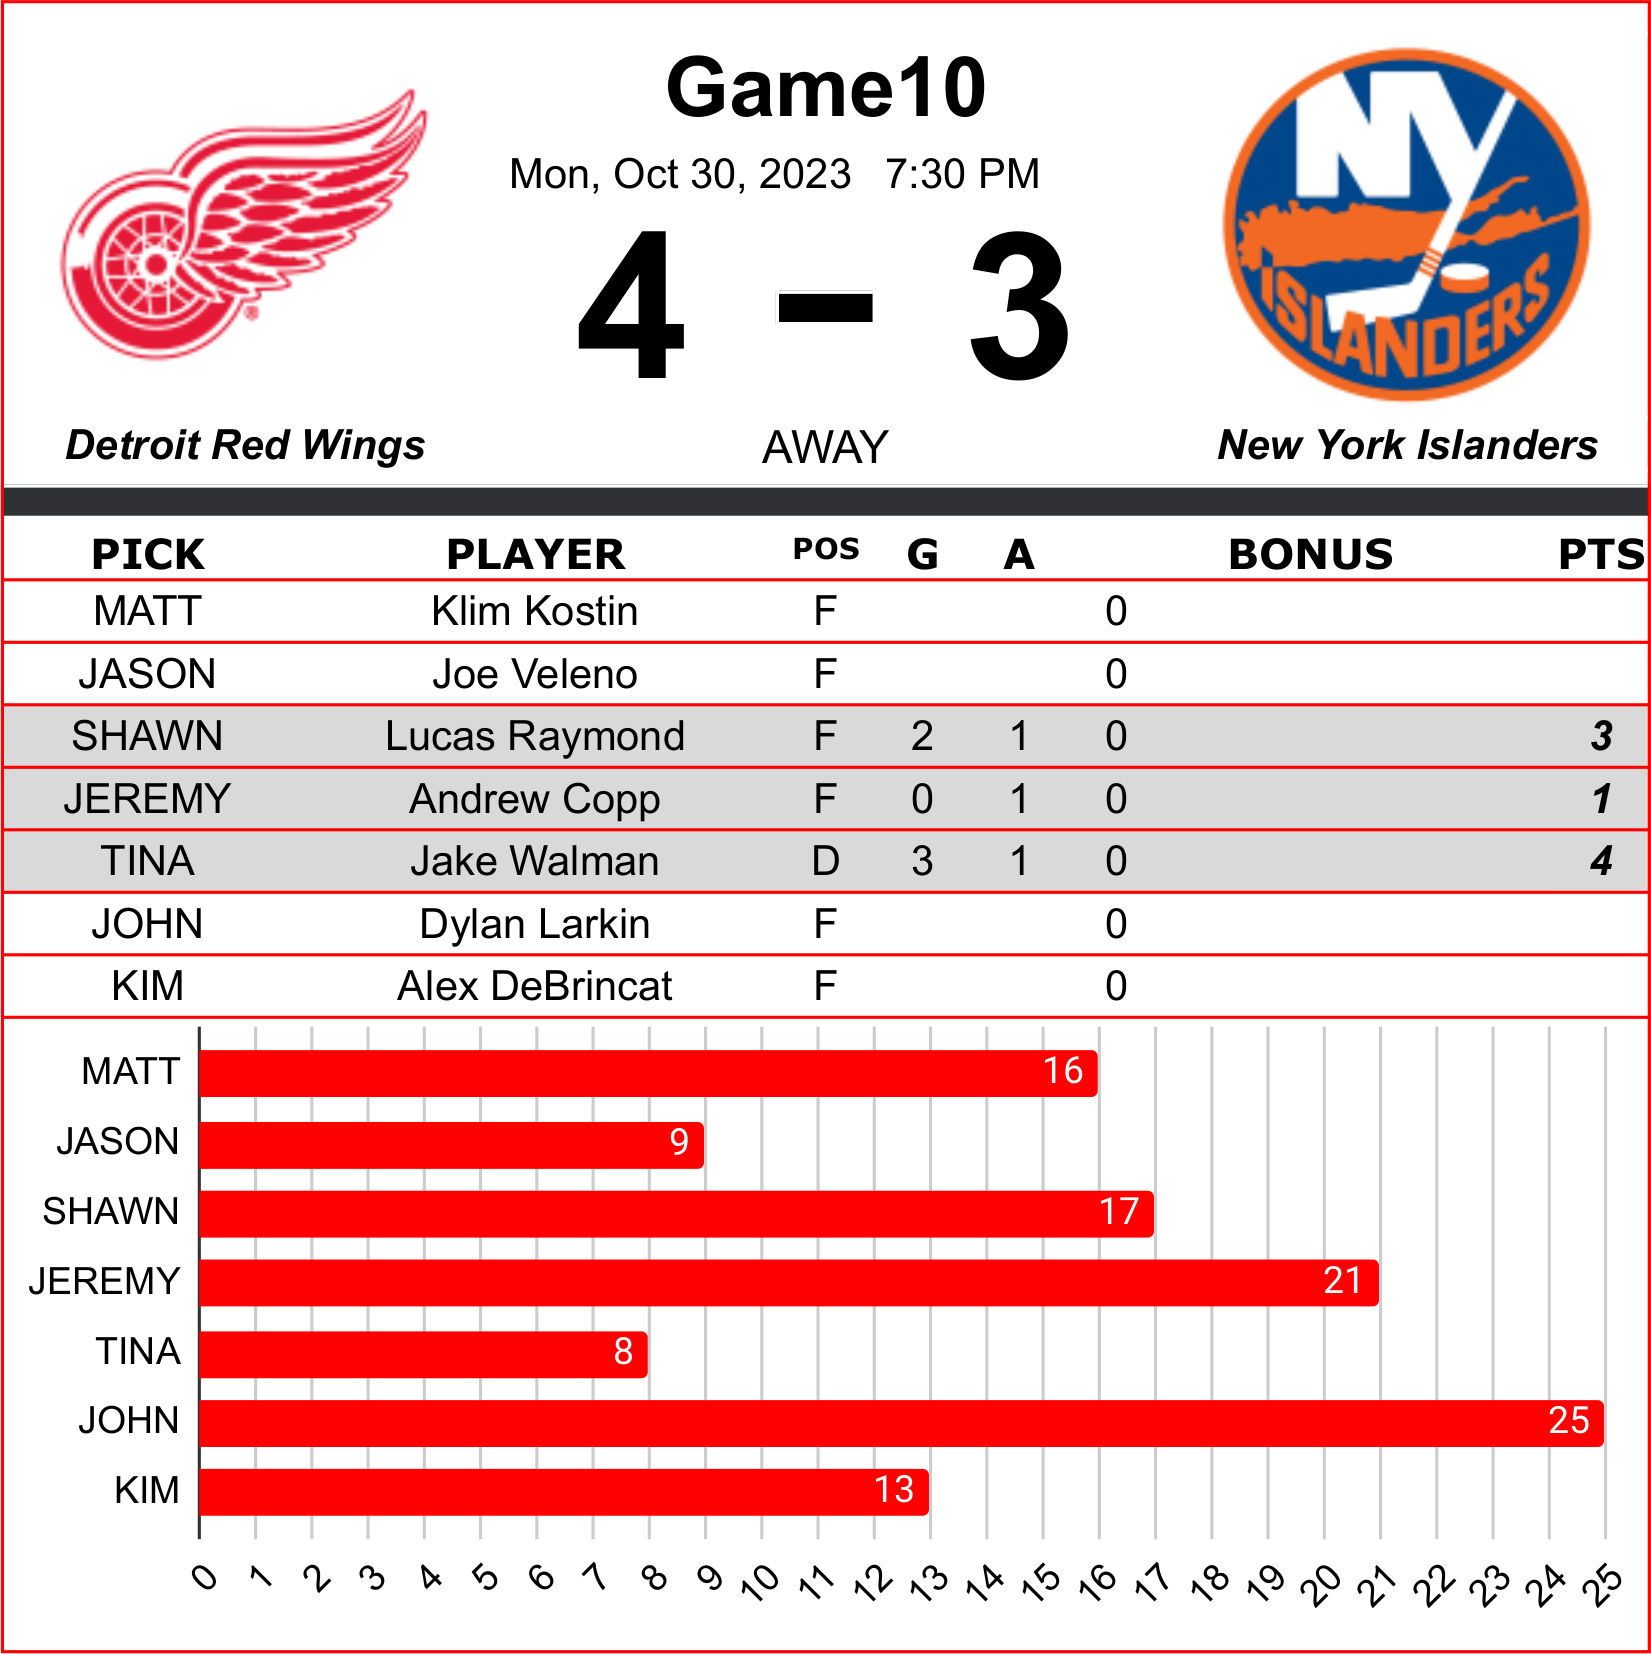 Game10
Mon, Oct 30, 2023 7:30 PM
NY
ISLANDERS
®
4 – 3
Detroit Red Wings AWAY New York Islanders
PICK PLAYER POS G A BONUS PTS
MATT Klim Kostin F 0
JASON Joe Veleno F 0
SHAWN Lucas Raymond F 2 1 0 3
JEREMY Andrew Copp F 0 1 0 1
TINA Jake Walman D 3 1 0 4
JOHN Dylan Larkin F 0
KIM Alex DeBrincat F 0
MATT 16
JASON 9
SHAWN 17
JEREMY 21
TINA 8
JOHN 25
KIM 13
0 1 2 3 4 5 6 7 8 9 10 11 12 13 14 15 16 17 18 19 20 21 22 23 24 25